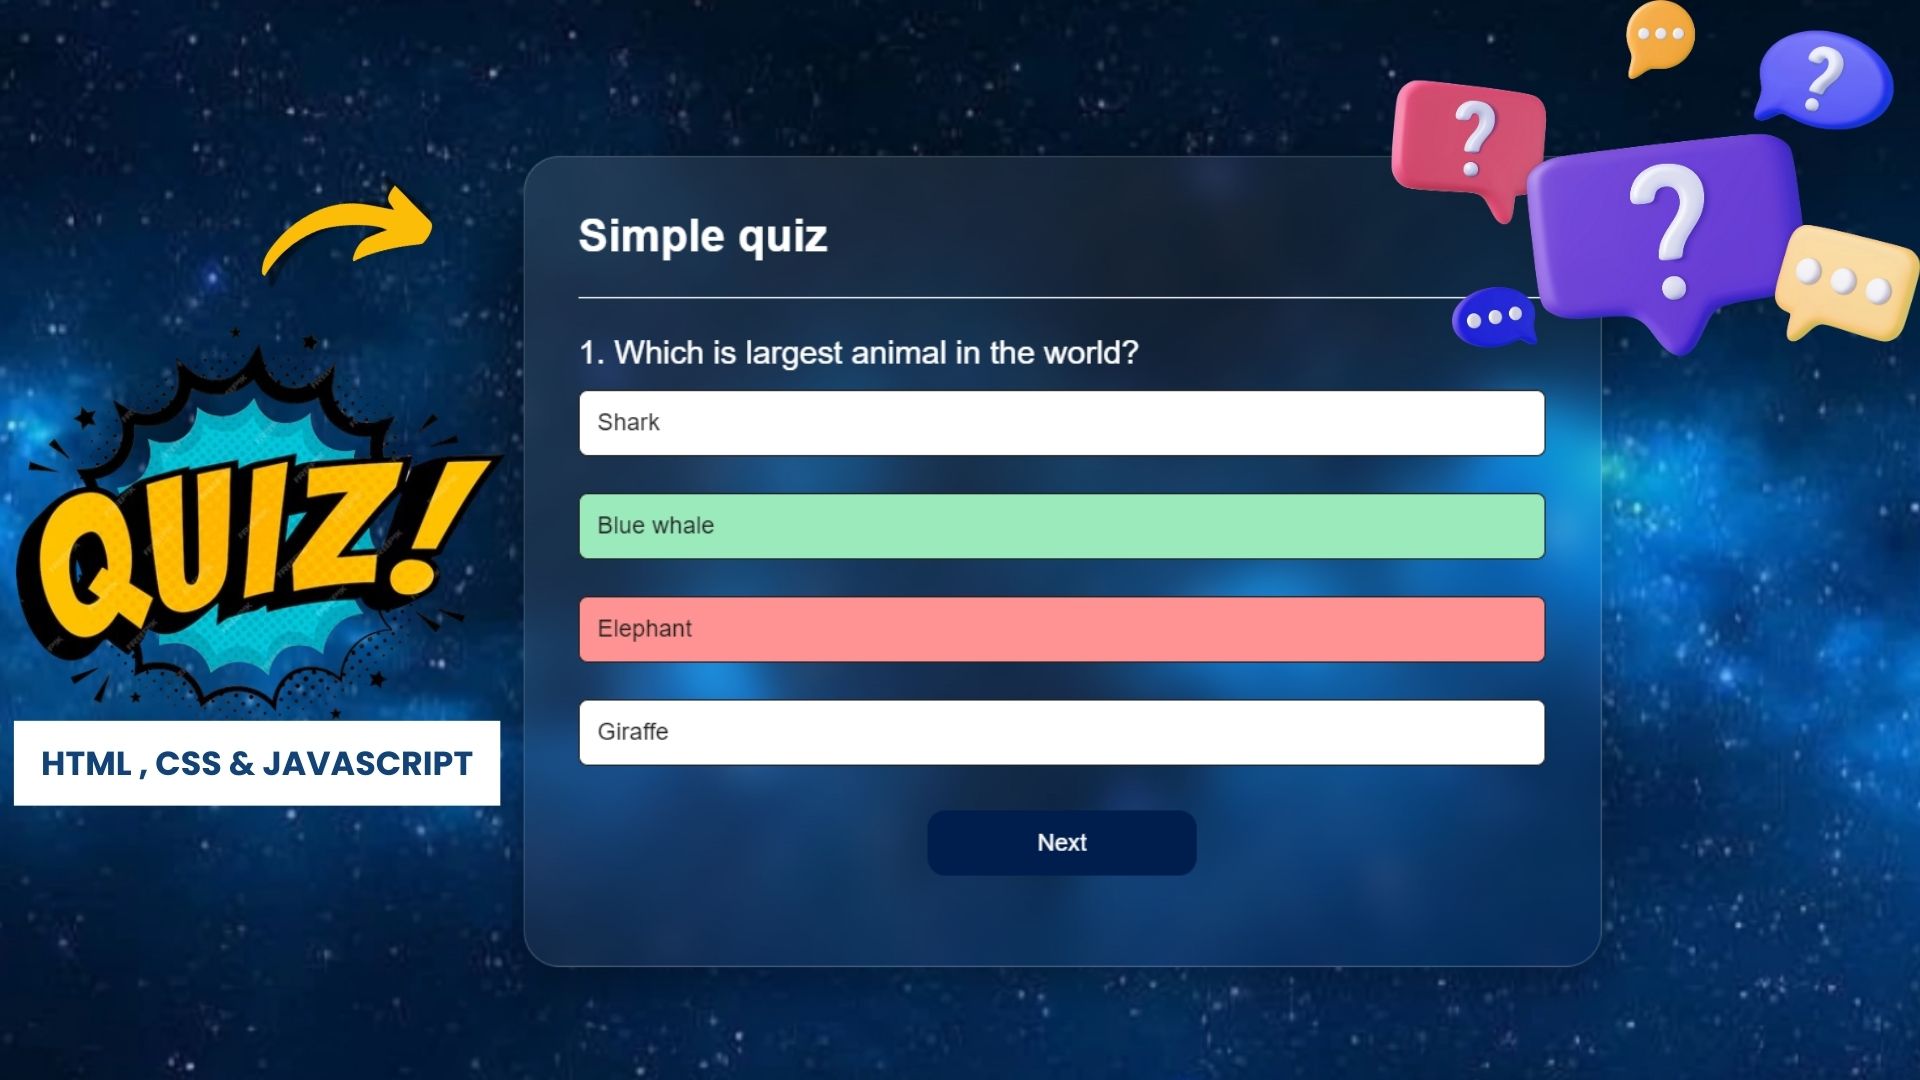 Simple quiz
1. Which is largest animal in the world?
Shark
Blue whale
Elephant
Giraffe
Next
QUIZ!
HTML , CSS & JAVASCRIPT
?
?
?